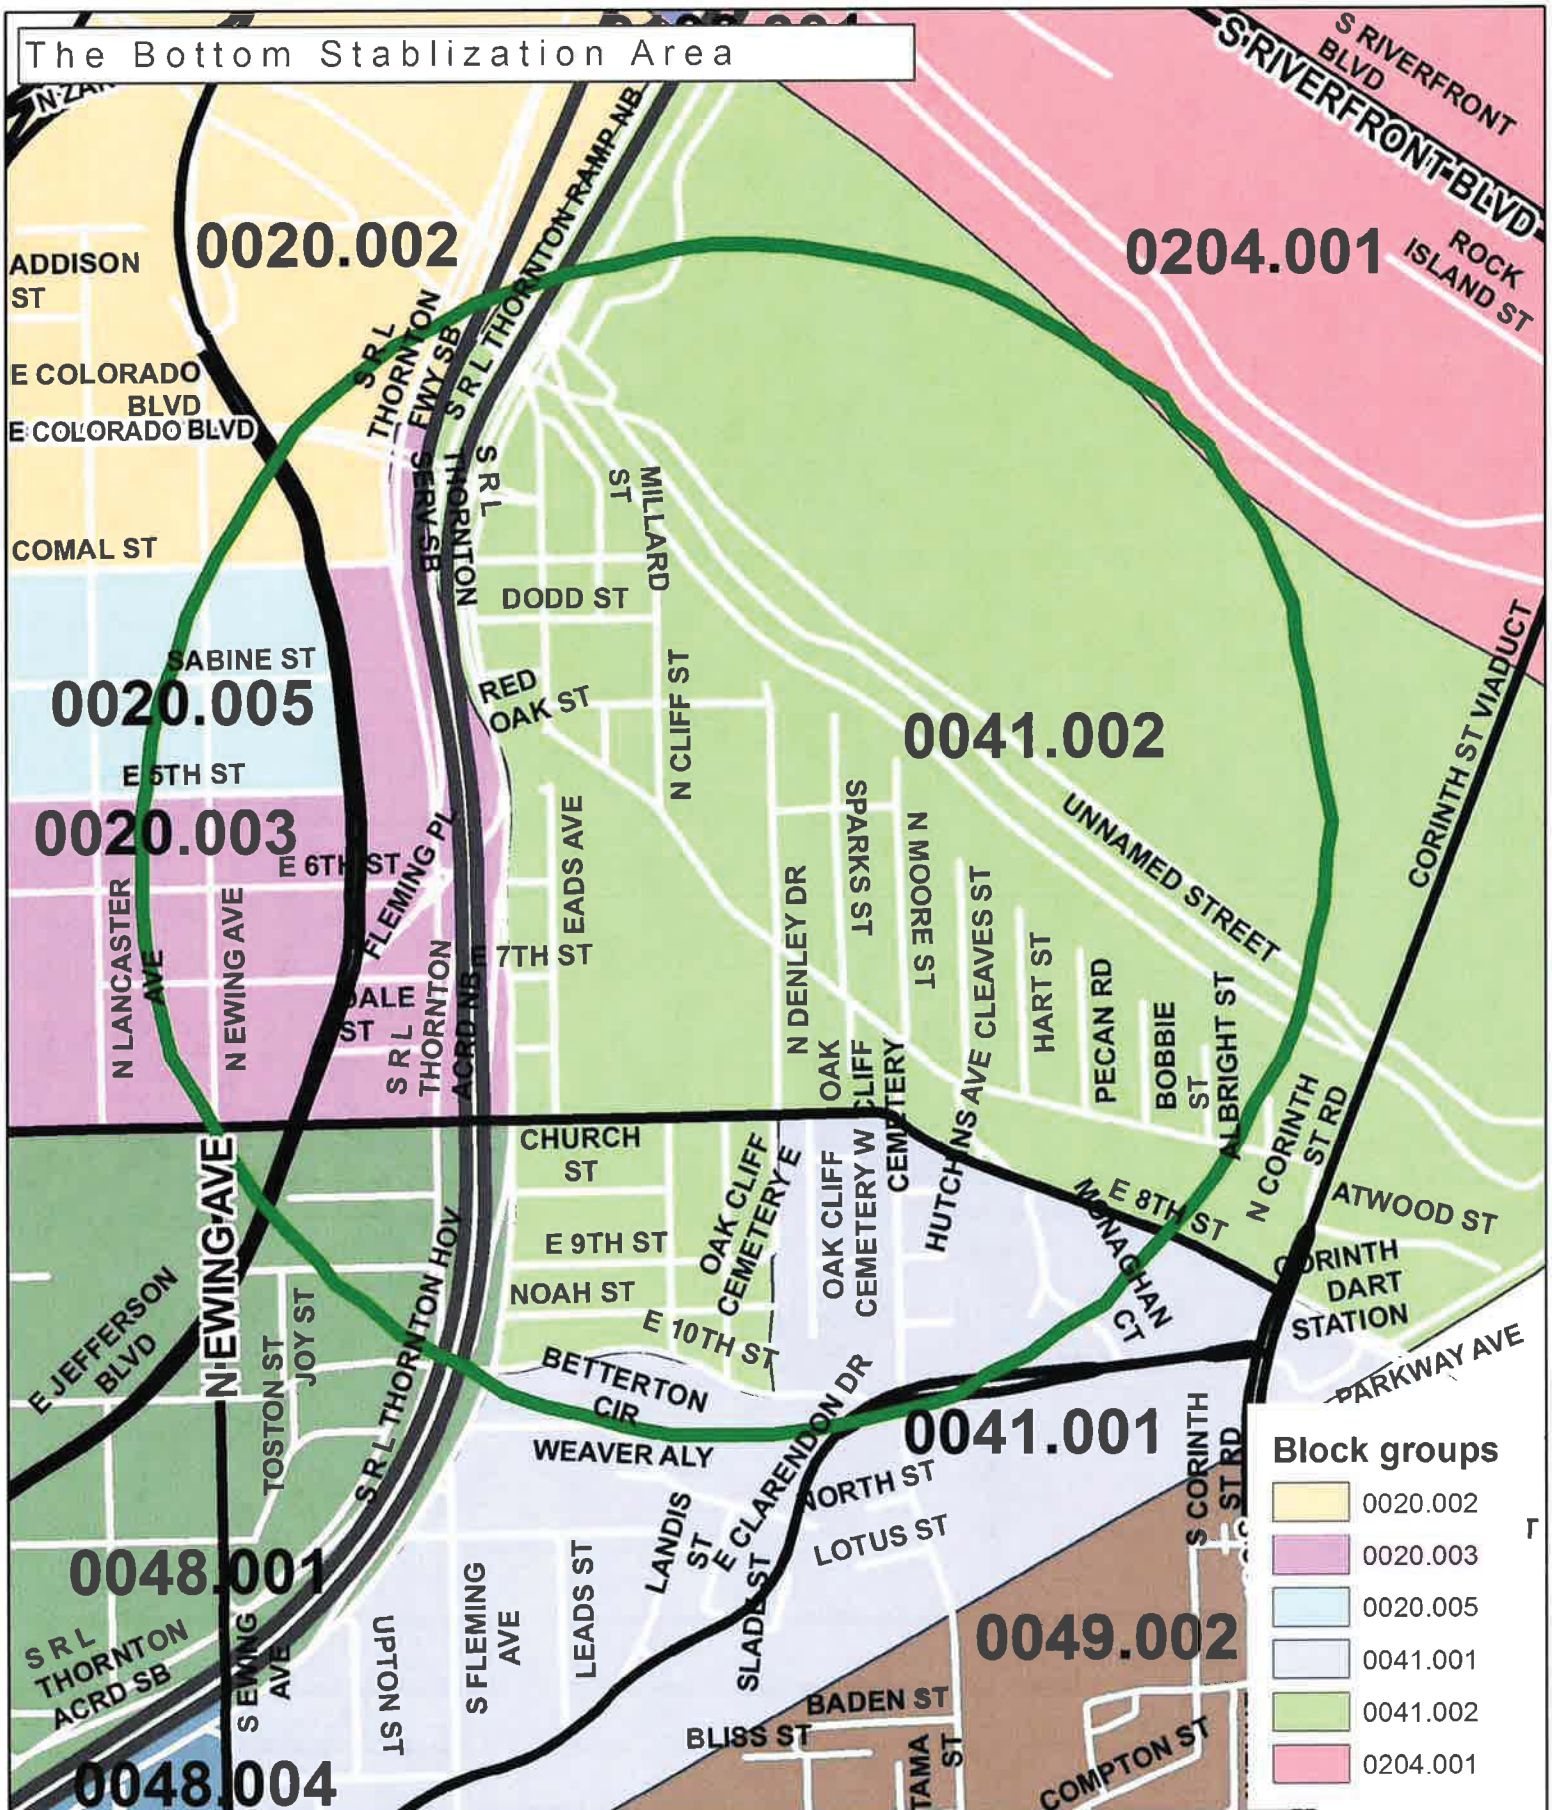 The Bottom Stablization Area
S RIVERFRONT
BLVD
S RIVERFRONT BLVD
ROCK
ISLAND ST
0204.001
0020.002
ADDISON
ST
S R L THORNTON RAMP NB
S R L
THORNTON
FWY SB
SERV SB
E COLORADO
BLVD
E COLORADO BLVD
S R L
THORNTON
COMAL ST
MILLARD
ST
DODD ST
SABINE ST
0020.005
RED
OAK ST
N CLIFF ST
0041.002
CORINTH ST VIADUCT
E 5TH ST
0020.003
E 6TH ST
FLEMING PL
EADS AVE
SPARKS ST
N MOORE ST
UNNAMED STREET
N LANCASTER
AVE
N EWING AVE
E 7TH ST
DALE
ST
S R L
THORNTON
ACRD NB
N DENLEY DR
OAK
CLIFF
CEMETERY
CLEAVES ST
HUTCHINS AVE
HART ST
PECAN RD
BOBBIE
ST
ALBRIGHT ST
N CORINTH
ST RD
CHURCH
ST
OAK CLIFF
CEMETERY E
OAK CLIFF
CEMETERY W
E 8TH ST
ATWOOD ST
N EWING AVE
E 9TH ST
NOAH ST
E 10TH ST
MONAGHAN
CT
CORINTH
DART
STATION
E JEFFERSON
BLVD
TOSTON ST
JOY ST
S R L THORNTON HOV
BETTERTON
CIR
WEAVER ALY
E CLARENDON DR
0041.001
PARKWAY AVE
S CORINTH
ST RD
NORTH ST
LOTUS ST
LANDIS
ST
SLADE ST
0048.001
S R L
THORNTON
ACRD SB
S EWING
AVE
UPTON ST
S FLEMING
AVE
LEADS ST
0049.002
BADEN ST
BLISS ST
TAMA
ST
COMPTON ST
0048.004
Block groups
0020.002
0020.003
0020.005
0041.001
0041.002
0204.001